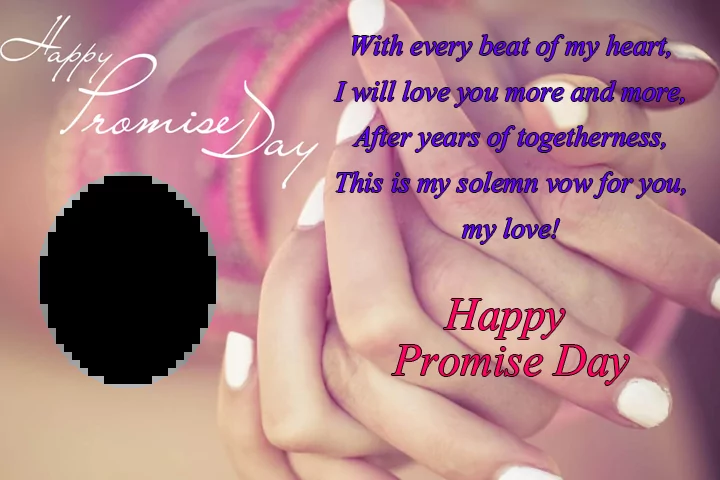 Happy
Promise Day
With every beat of my heart,
I will love you more and more,
After years of togetherness,
This is my solemn vow for you,
my love!
Happy
Promise Day